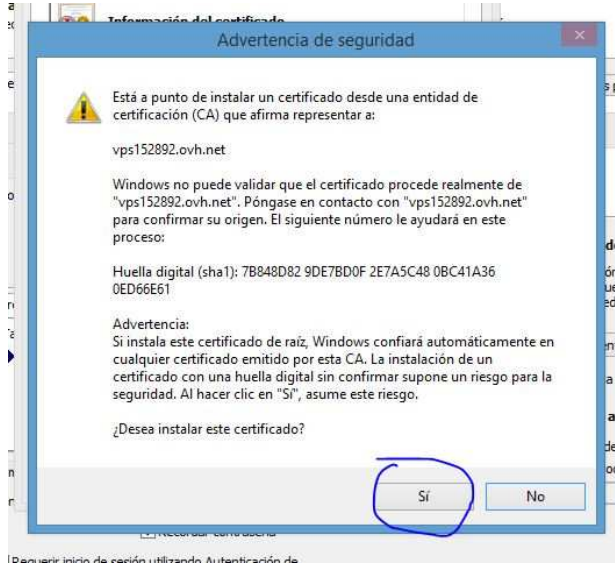 Información del certificado
Advertencia de seguridad
Está a punto de instalar un certificado desde una entidad de
certificación (CA) que afirma representar a:
vps152892.ovh.net
Windows no puede validar que el certificado procede realmente de
"vps152892.ovh.net". Póngase en contacto con "vps152892.ovh.net"
para confirmar su origen. El siguiente número le ayudará en este
proceso:
Huella digital (sha1): 7B848D82 9DE7BD0F 2E7A5C48 0BC41A36
0ED66E61
Advertencia:
Si instala este certificado de raíz, Windows confiará automáticamente en
cualquier certificado emitido por esta CA. La instalación de un
certificado con una huella digital sin confirmar supone un riesgo para la
seguridad. Al hacer clic en "Sí", asume este riesgo.
¿Desea instalar este certificado?
Sí No
Recordar contraseña
Requerir inicio de sesión utilizando Autenticación de